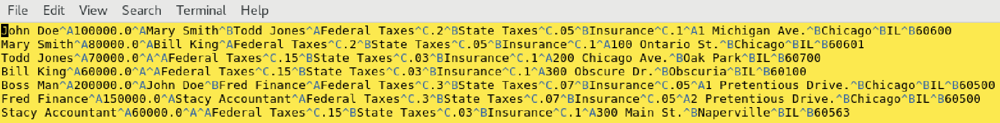 File Edit View Search Terminal Help
John Doe^A100000.0^AMary Smith^BTodd Jones^AFederal Taxes^C.2^BState Taxes^C.05^BInsurance^C.1^A1 Michigan Ave.^BChicago^BIL^B60600
Mary Smith^A80000.0^ABill King^AFederal Taxes^C.2^BState Taxes^C.05^BInsurance^C.1^A100 Ontario St.^BChicago^BIL^B60601
Todd Jones^A70000.0^A^AFederal Taxes^C.15^BState Taxes^C.03^BInsurance^C.1^A200 Chicago Ave.^BOak Park^BIL^B60700
Bill King^A60000.0^A^AFederal Taxes^C.15^BState Taxes^C.03^BInsurance^C.1^A300 Obscure Dr.^BObscuria^BIL^B60100
Boss Man^A200000.0^AJohn Doe^BFred Finance^AFederal Taxes^C.3^BState Taxes^C.07^BInsurance^C.05^A1 Pretentious Drive.^BChicago^BIL^B60500
Fred Finance^A150000.0^AStacy Accountant^AFederal Taxes^C.3^BState Taxes^C.07^BInsurance^C.05^A2 Pretentious Drive.^BChicago^BIL^B60500
Stacy Accountant^A60000.0^A^AFederal Taxes^C.15^BState Taxes^C.03^BInsurance^C.1^A300 Main St.^BNaperville^BIL^B60563